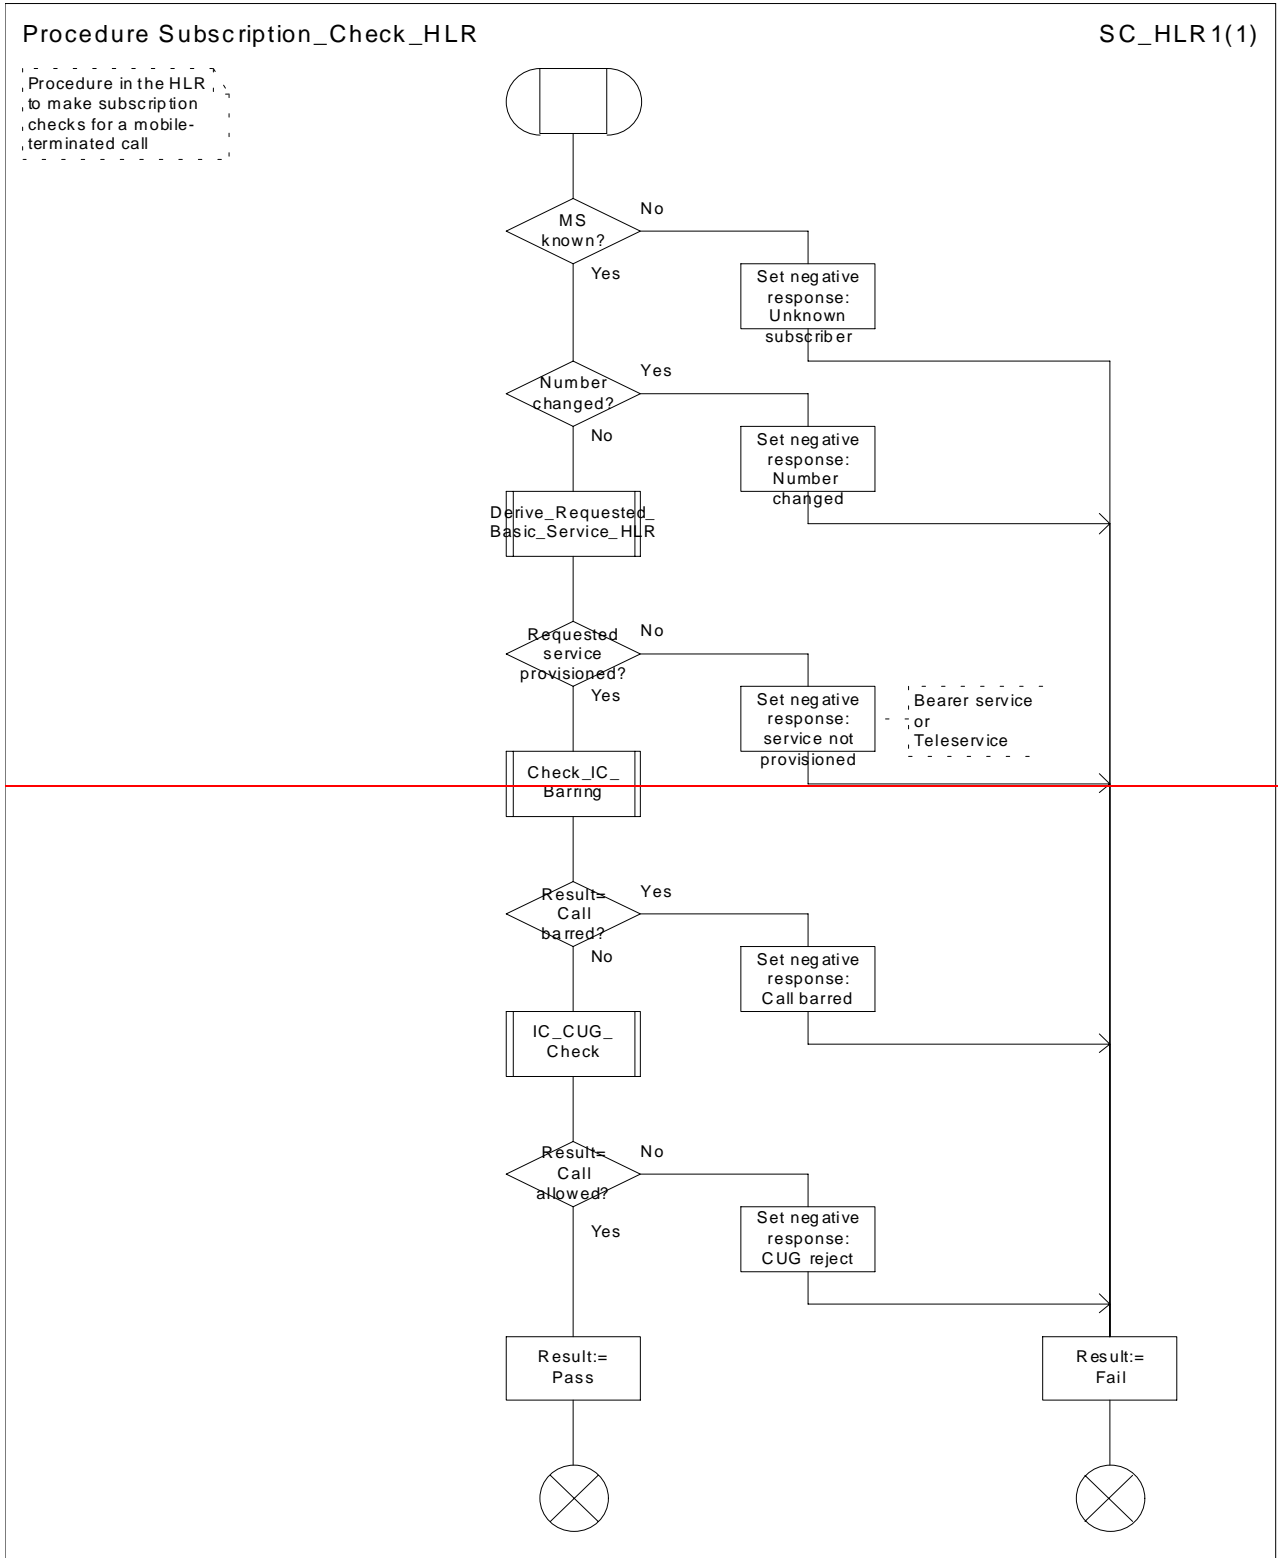 Procedure Subscription_Check_HLR
SC_HLR1(1)
Procedure in the HLR
to make subscription
checks for a mobile-
terminated call
MS
known?
No
Yes
Set negative
response:
Unknown
subscriber
Number
changed?
Yes
No
Set negative
response:
Number
changed
Derive_Requested_
Basic_Service_HLR
Requested
service
provisioned?
No
Yes
Set negative
response:
service not
provisioned
Bearer service
or
Teleservice
Check_IC_
Barring
Result=
Call
barred?
Yes
No
Set negative
response:
Call barred
IC_CUG_
Check
Result=
Call
allowed?
No
Yes
Set negative
response:
CUG reject
Result:=
Pass
Result:=
Fail